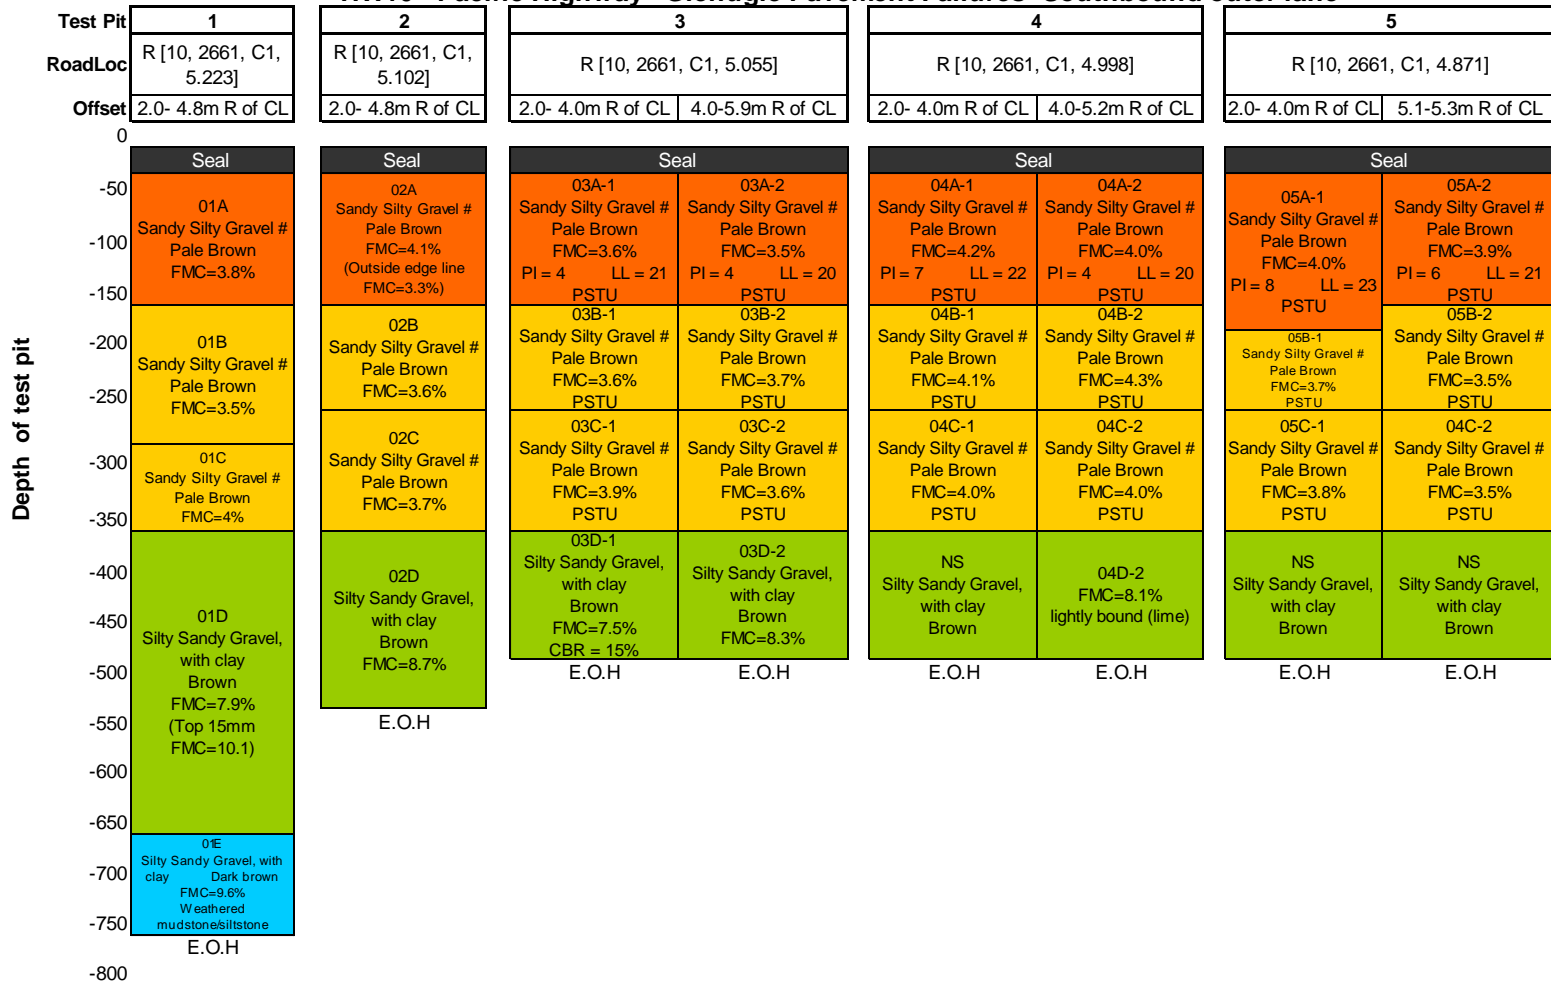 Test Pit 1 2 3 4 5
RoadLoc R [10, 2661, C1, 5.223] R [10, 2661, C1, 5.102] R [10, 2661, C1, 5.055] R [10, 2661, C1, 4.998] R [10, 2661, C1, 4.871]
Offset 2.0- 4.8m R of CL 2.0- 4.8m R of CL 2.0- 4.0m R of CL 4.0-5.9m R of CL 2.0- 4.0m R of CL 4.0-5.2m R of CL 2.0- 4.0m R of CL 5.1-5.3m R of CL
Depth of test pit
0
-50
-100
-150
-200
-250
-300
-350
-400
-450
-500
-550
-600
-650
-700
-750
-800
Seal
01A
Sandy Silty Gravel #
Pale Brown
FMC=3.8%
01B
Sandy Silty Gravel #
Pale Brown
FMC=3.5%
01C
Sandy Silty Gravel #
Pale Brown
FMC=4%
01D
Silty Sandy Gravel,
with clay
Brown
FMC=7.9%
(Top 15mm
FMC=10.1)
01E
Silty Sandy Gravel, with
clay Dark brown
FMC=9.6%
Weathered
mudstone/siltstone
E.O.H
Seal
02A
Sandy Silty Gravel #
Pale Brown
FMC=4.1%
(Outside edge line
FMC=3.3%)
02B
Sandy Silty Gravel #
Pale Brown
FMC=3.6%
02C
Sandy Silty Gravel #
Pale Brown
FMC=3.7%
02D
Silty Sandy Gravel,
with clay
Brown
FMC=8.7%
E.O.H
Seal
03A-1
Sandy Silty Gravel #
Pale Brown
FMC=3.6%
PI = 4 LL = 21
PSTU
03B-1
Sandy Silty Gravel #
Pale Brown
FMC=3.6%
PSTU
03C-1
Sandy Silty Gravel #
Pale Brown
FMC=3.9%
PSTU
03D-1
Silty Sandy Gravel,
with clay
Brown
FMC=7.5%
CBR = 15%
E.O.H
03A-2
Sandy Silty Gravel #
Pale Brown
FMC=3.5%
PI = 4 LL = 20
PSTU
03B-2
Sandy Silty Gravel #
Pale Brown
FMC=3.7%
PSTU
03C-2
Sandy Silty Gravel #
Pale Brown
FMC=3.6%
PSTU
03D-2
Silty Sandy Gravel,
with clay
Brown
FMC=8.3%
E.O.H
Seal
04A-1
Sandy Silty Gravel #
Pale Brown
FMC=4.2%
PI = 7 LL = 22
PSTU
04B-1
Sandy Silty Gravel #
Pale Brown
FMC=4.1%
PSTU
04C-1
Sandy Silty Gravel #
Pale Brown
FMC=4.0%
PSTU
NS
Silty Sandy Gravel,
with clay
Brown
E.O.H
04A-2
Sandy Silty Gravel #
Pale Brown
FMC=4.0%
PI = 4 LL = 20
PSTU
04B-2
Sandy Silty Gravel #
Pale Brown
FMC=4.3%
PSTU
04C-2
Sandy Silty Gravel #
Pale Brown
FMC=4.0%
PSTU
04D-2
FMC=8.1%
lightly bound (lime)
E.O.H
Seal
05A-1
Sandy Silty Gravel #
Pale Brown
FMC=4.0%
PI = 8 LL = 23
PSTU
05B-1
Sandy Silty Gravel #
Pale Brown
FMC=3.7%
PSTU
05C-1
Sandy Silty Gravel #
Pale Brown
FMC=3.8%
PSTU
NS
Silty Sandy Gravel,
with clay
Brown
E.O.H
05A-2
Sandy Silty Gravel #
Pale Brown
FMC=3.9%
PI = 6 LL = 21
PSTU
05B-2
Sandy Silty Gravel #
Pale Brown
FMC=3.5%
PSTU
04C-2
Sandy Silty Gravel #
Pale Brown
FMC=3.5%
PSTU
NS
Silty Sandy Gravel,
with clay
Brown
E.O.H